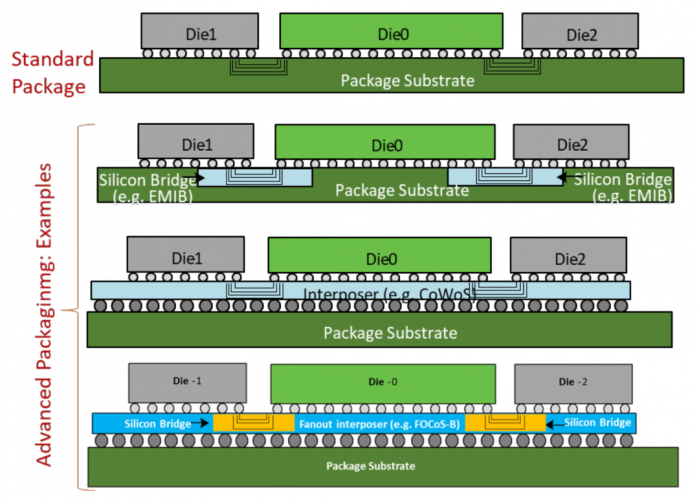 Die1
Die0
Die2
Standard
Package
Package Substrate
Advanced Packaginmg: Examples
Die1
Die0
Die2
Silicon Bridge
(e.g. EMIB)
Package Substrate
Silicon Bridge
(e.g. EMIB)
Die1
Die0
Die2
Interposer (e.g. CoWoS)
Package Substrate
Die -1
Die -0
Die -2
Silicon Bridge
Fanout interposer (e.g. FOCoS-B)
Silicon Bridge
Package Substrate